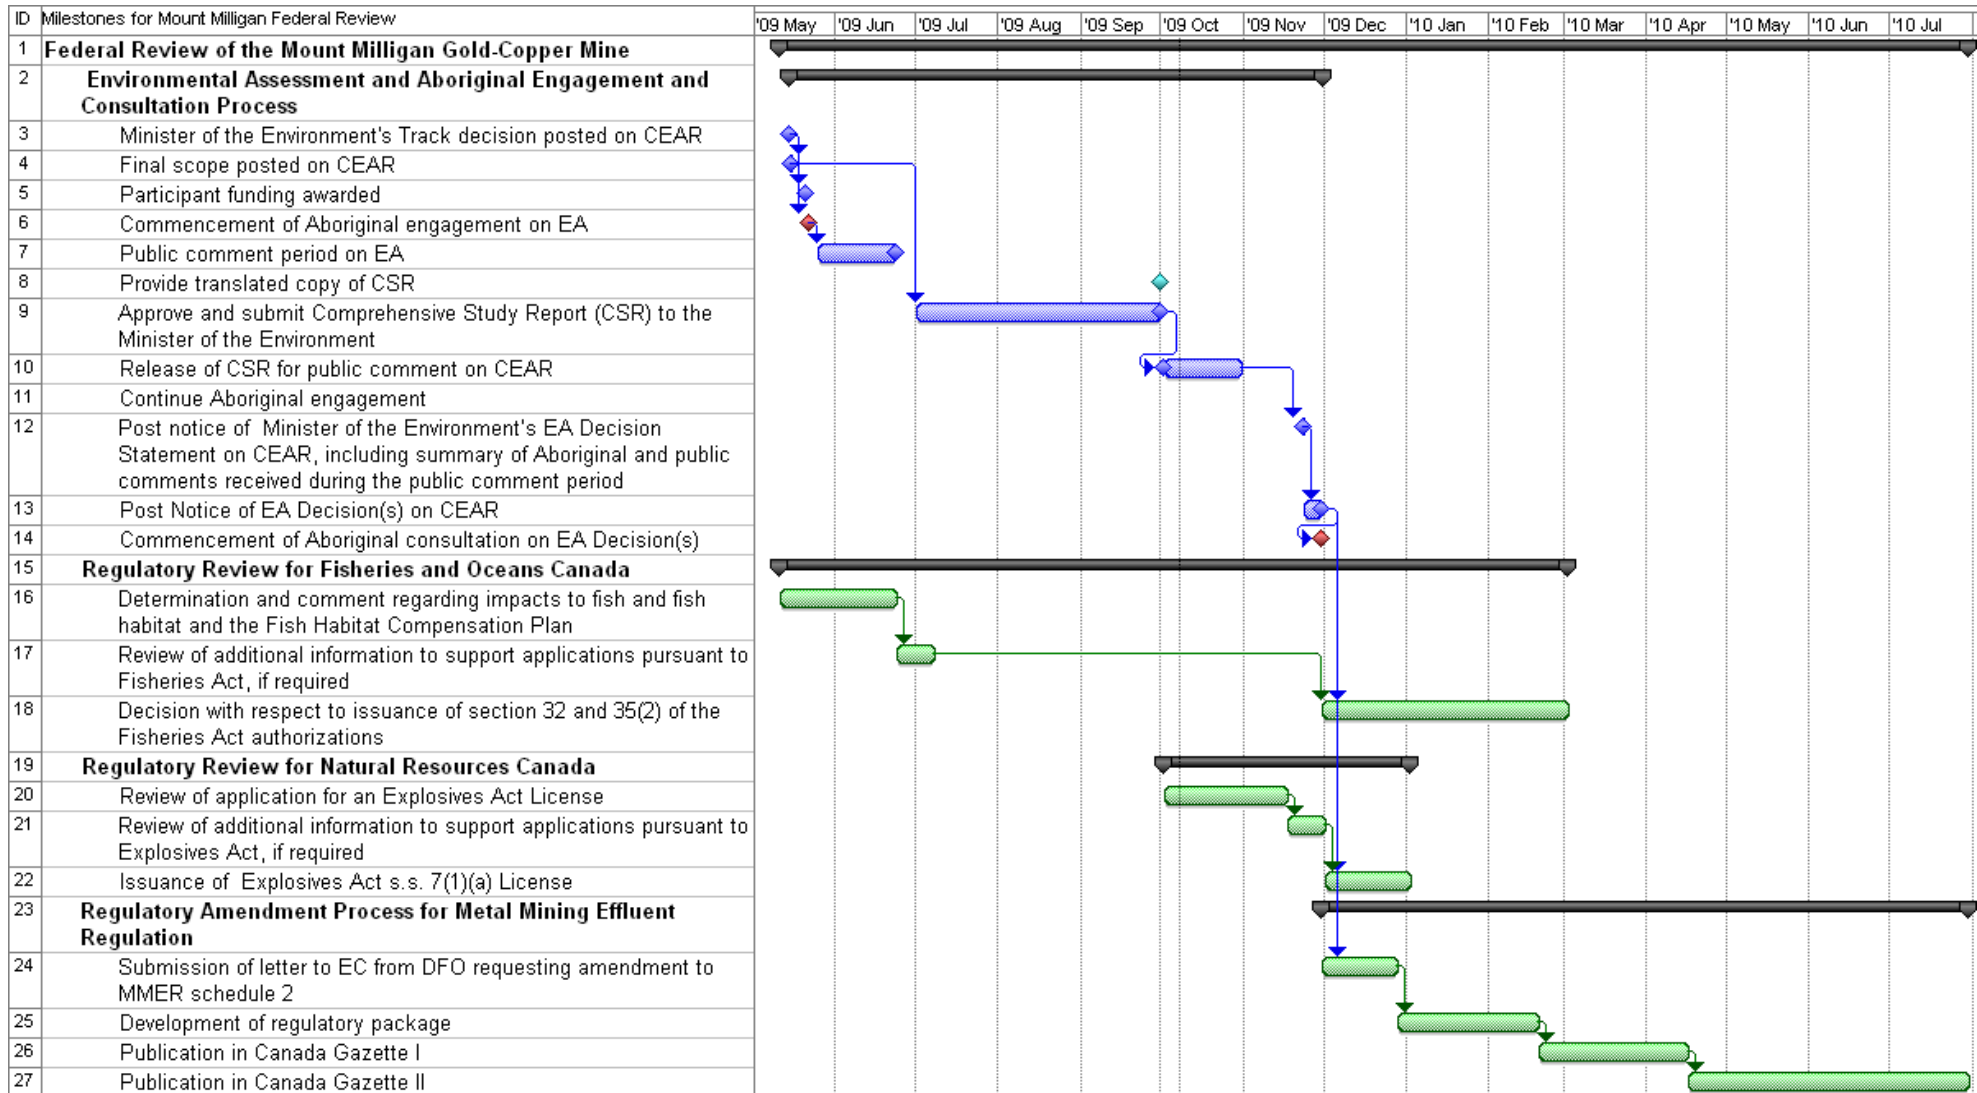 ID Milestones for Mount Milligan Federal Review '09 May '09 Jun '09 Jul '09 Aug '09 Sep '09 Oct '09 Nov '09 Dec '10 Jan '10 Feb '10 Mar '10 Apr '10 May '10 Jun '10 Jul
1 Federal Review of the Mount Milligan Gold-Copper Mine
2 Environmental Assessment and Aboriginal Engagement and
Consultation Process
3 Minister of the Environment's Track decision posted on CEAR
4 Final scope posted on CEAR
5 Participant funding awarded
6 Commencement of Aboriginal engagement on EA
7 Public comment period on EA
8 Provide translated copy of CSR
9 Approve and submit Comprehensive Study Report (CSR) to the
Minister of the Environment
10 Release of CSR for public comment on CEAR
11 Continue Aboriginal engagement
12 Post notice of Minister of the Environment's EA Decision
Statement on CEAR, including summary of Aboriginal and public
comments received during the public comment period
13 Post Notice of EA Decision(s) on CEAR
14 Commencement of Aboriginal consultation on EA Decision(s)
15 Regulatory Review for Fisheries and Oceans Canada
16 Determination and comment regarding impacts to fish and fish
habitat and the Fish Habitat Compensation Plan
17 Review of additional information to support applications pursuant to
Fisheries Act, if required
18 Decision with respect to issuance of section 32 and 35(2) of the
Fisheries Act authorizations
19 Regulatory Review for Natural Resources Canada
20 Review of application for an Explosives Act License
21 Review of additional information to support applications pursuant to
Explosives Act, if required
22 Issuance of Explosives Act s.s. 7(1)(a) License
23 Regulatory Amendment Process for Metal Mining Effluent
Regulation
24 Submission of letter to EC from DFO requesting amendment to
MMER schedule 2
25 Development of regulatory package
26 Publication in Canada Gazette I
27 Publication in Canada Gazette II